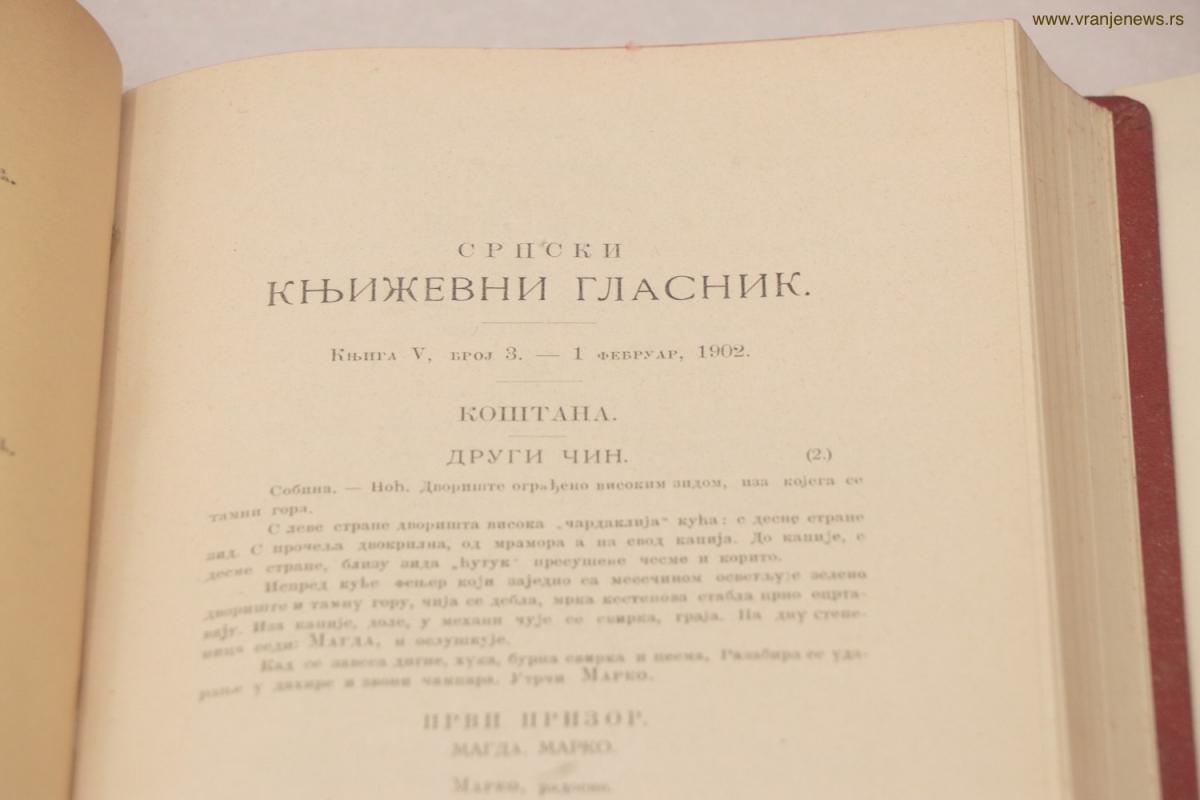 www.vranjenews.rs
СРПСКИ
КЊИЖЕВНИ ГЛАСНИК.
Књига V, број 3. — 1 фебруар, 1902.
КОШТАНА.
ДРУГИ ЧИН. (2.)
Собина. — Ноћ. Двориште ограђено високим зидом, иза којега се
тамни гора.
С леве стране дворишта висока „чардаклија“ кућа: с десне стране
зид. С прочеља двокрилна, од мрамора а на свод капија. До капије, с
десне стране, близу зида „ћутук“ пресушене чесме и корито.
Испред куће фењер који заједно са месечином осветљује зелено
двориште и тамну гору, чија се дебла, мрка кестенова стабла црно оцрта-
вају. Иза капије, доле, у механи чује се свирка, граја. На дну степе-
ница седи: Магда, и ослушкује.
Кад се завеса дигне, хука, бурна свирка и песма, Разабира се уда-
рање у дахире и звони чампара. Утрчи Марко.
ПРВИ ПРИЗОР.
МАГДА. МАРКО.
Марко,